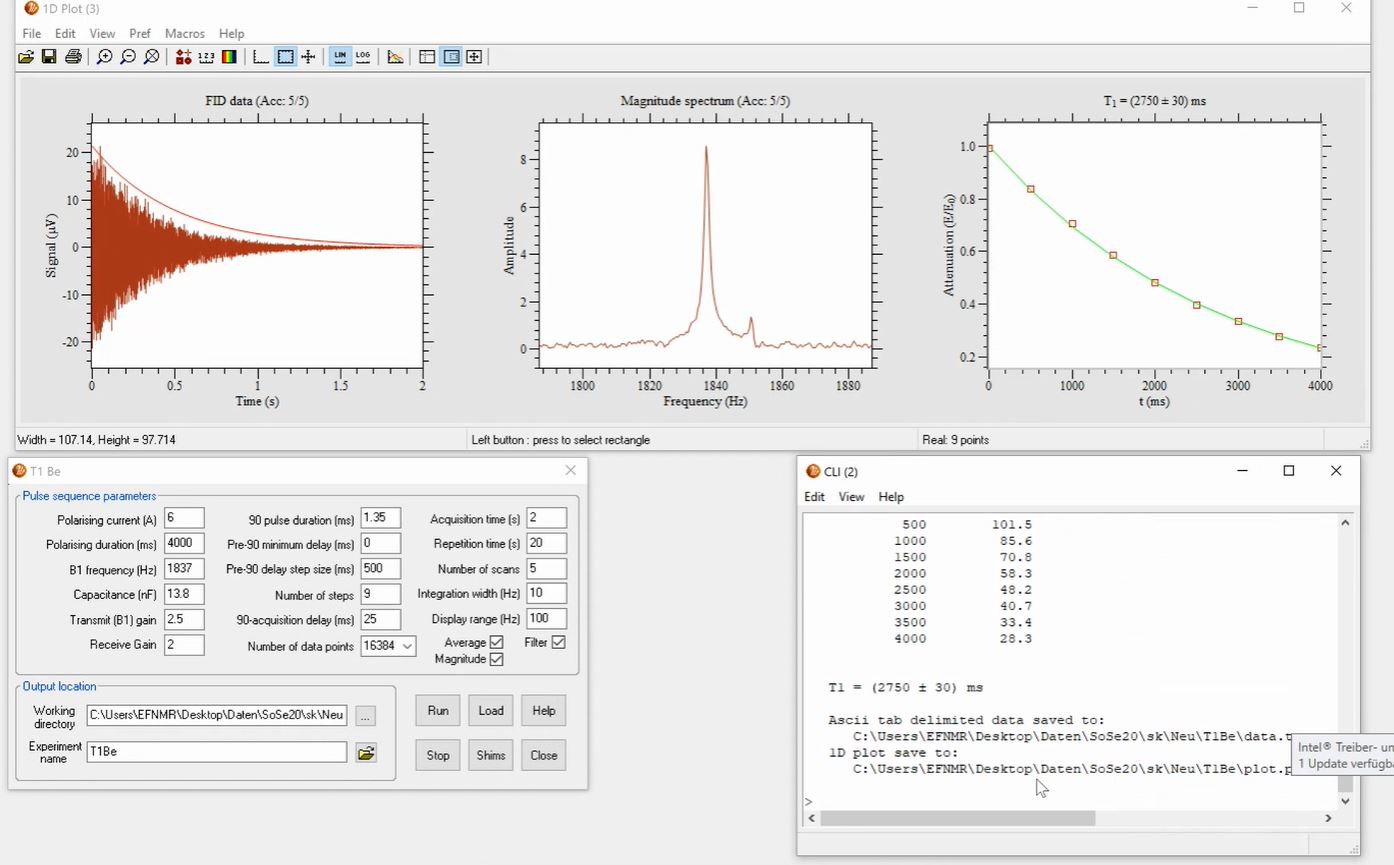 1D Plot (3)
File Edit View Pref Macros Help
1 2 3
LIN
LOG
FID data (Acc: 5/5)
Signal (µV)
20
10
0
-10
-20
0 0.5 1 1.5 2
Time (s)
Magnitude spectrum (Acc: 5/5)
Amplitude
8
6
4
2
0
1800 1820 1840 1860 1880
Frequency (Hz)
T1 = (2750 ± 30) ms
Attenuation (E/E0)
1.0
0.8
0.6
0.4
0.2
0 1000 2000 3000 4000
t (ms)
Width = 107.14, Height = 97.714
Left button : press to select rectangle
Real: 9 points
T1 Be
Pulse sequence parameters
Polarising current (A) 6
Polarising duration (ms) 4000
B1 frequency (Hz) 1837
Capacitance (nF) 13.8
Transmit (B1) gain 2.5
Receive Gain 2
90 pulse duration (ms) 1.35
Pre-90 minimum delay (ms) 0
Pre-90 delay step size (ms) 500
Number of steps 9
90-acquisition delay (ms) 25
Number of data points 16384
Acquisition time (s) 2
Repetition time (s) 20
Number of scans 5
Integration width (Hz) 10
Display range (Hz) 100
Average Filter
Magnitude
Output location
Working directory C:\Users\EFNMR\Desktop\Daten\SoSe20\sk\Neu ...
Experiment name T1Be
Run Load Help
Stop Shims Close
CLI (2)
Edit View Help
500 101.5
1000 85.6
1500 70.8
2000 58.3
2500 48.2
3000 40.7
3500 33.4
4000 28.3
T1 = (2750 ± 30) ms
Ascii tab delimited data saved to:
C:\Users\EFNMR\Desktop\Daten\SoSe20\sk\Neu\T1Be\data.t
1D plot save to:
C:\Users\EFNMR\Desktop\Daten\SoSe20\sk\Neu\T1Be\plot.p
>
Intel® Treiber- un
1 Update verfügba